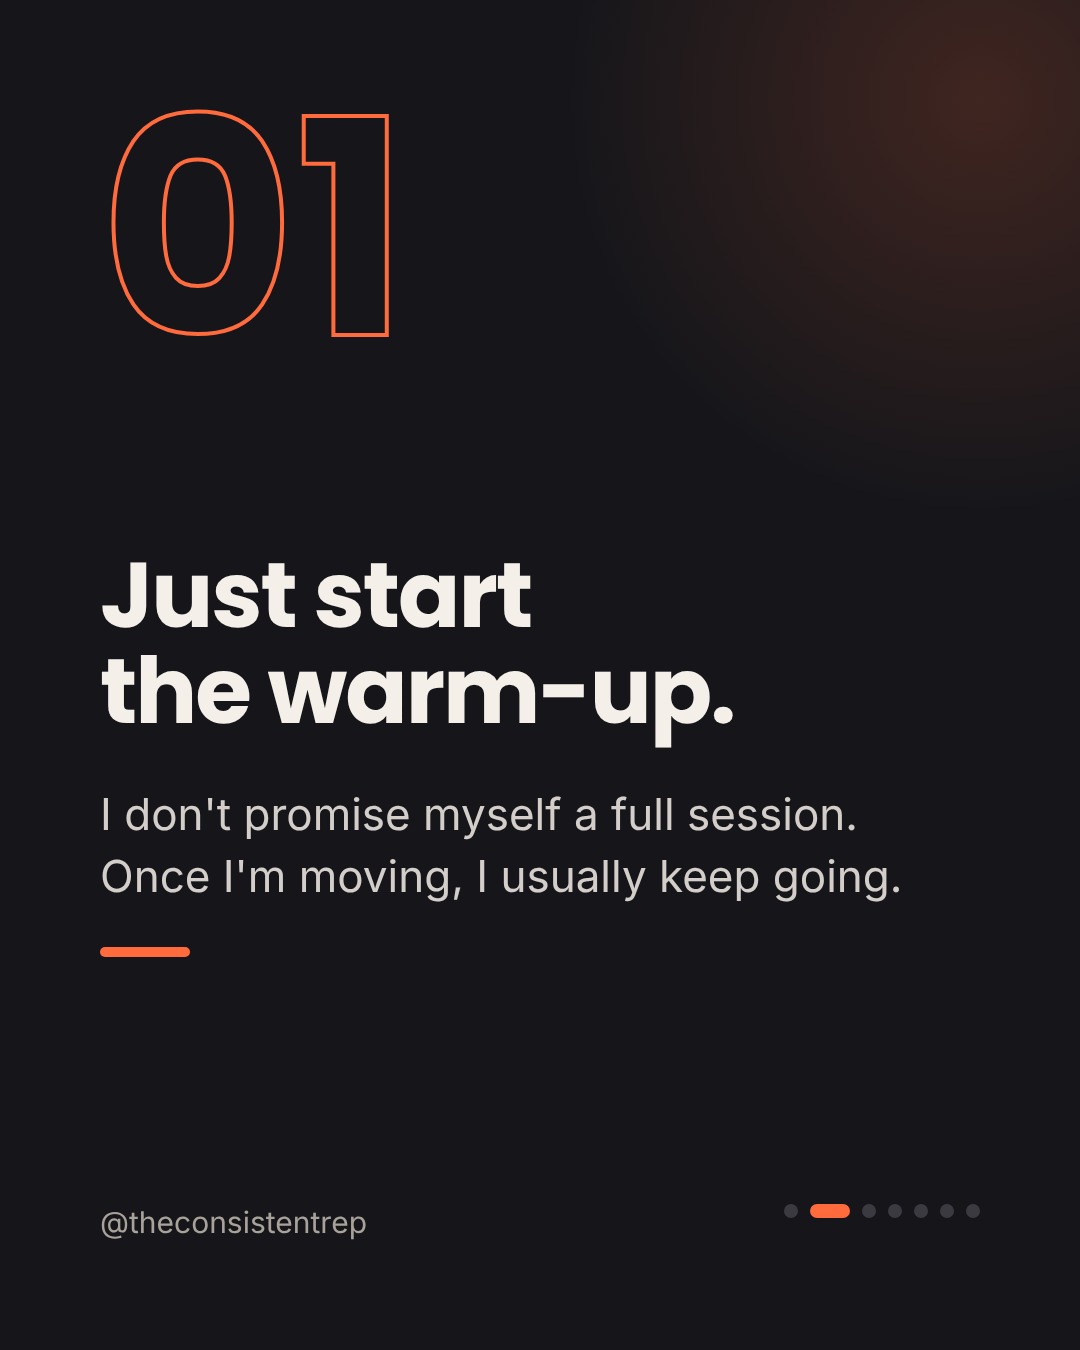 01
Just start
the warm-up.
I don't promise myself a full session.
Once I'm moving, I usually keep going.
@theconsistentrep